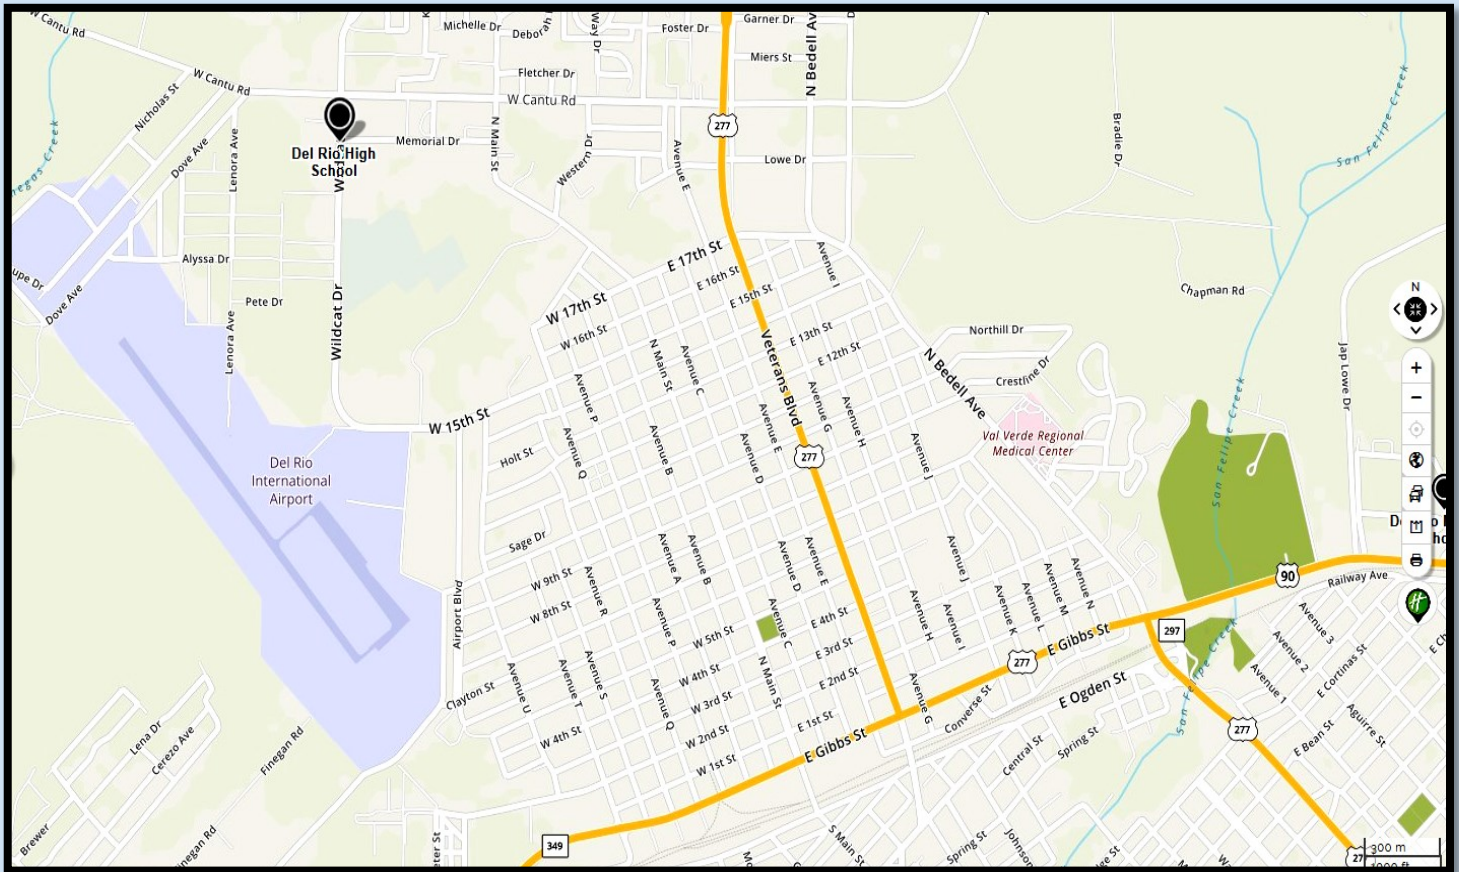 W Cantu Rd
Michelle Dr
Deborah
Way Dr
Foster Dr
Garner Dr
N Bedell Av
Miers St
Fletcher Dr
W Cantu Rd
W Cantu Rd
Nicholas St
277
Del Rio High
School
Memorial Dr
N Main St
Western Dr
Avenue E
Lowe Dr
Bradie Dr
San Felipe Creek
Dove Ave
Lenora Ave
Alyssa Dr
Dove Ave
Pete Dr
Lenora Ave
Wildcat Dr
E 17th St
E 16th St
E 15th St
Avenue I
Chapman Rd
N
W 17th St
W 16th St
E 13th St
E 12th St
Northill Dr
Crestline Dr
N Bedell Ave
Jap Lowe Dr
N Main St
Avenue C
Veterans Blvd
Avenue P
Avenue G
Avenue H
W 15th St
Avenue E
Val Verde Regional
Medical Center
Holt St
Avenue Q
Avenue B
Avenue D
277
Avenue J
San Felipe Creek
Del Rio
International
Airport
Sage Dr
W 9th St
W 8th St
Avenue R
Avenue A
Avenue B
Avenue D
Avenue E
Avenue J
Avenue N
Avenue M
Avenue L
Avenue K
90
Railway Ave
Airport Blvd
Avenue P
W 5th St
Avenue C
E 4th St
E 3rd St
Avenue H
Avenue I
277
E Gibbs St
297
Avenue 3
Avenue 2
Avenue 1
E Cortinas St
San Felipe Creek
Clayton St
Avenue U
Avenue T
Avenue S
Avenue Q
W 4th St
N Main St
E 2nd St
W 3rd St
E 1st St
Avenue G
Converse St
E Ogden St
W 4th St
W 2nd St
W 1st St
E Gibbs St
Central St
Spring St
277
E Bean St
Aguirre St
Lena Dr
Cerezo Ave
Finegan Rd
349
S Main St
Spring St
Johnson
Brewer
300 m
1000 ft